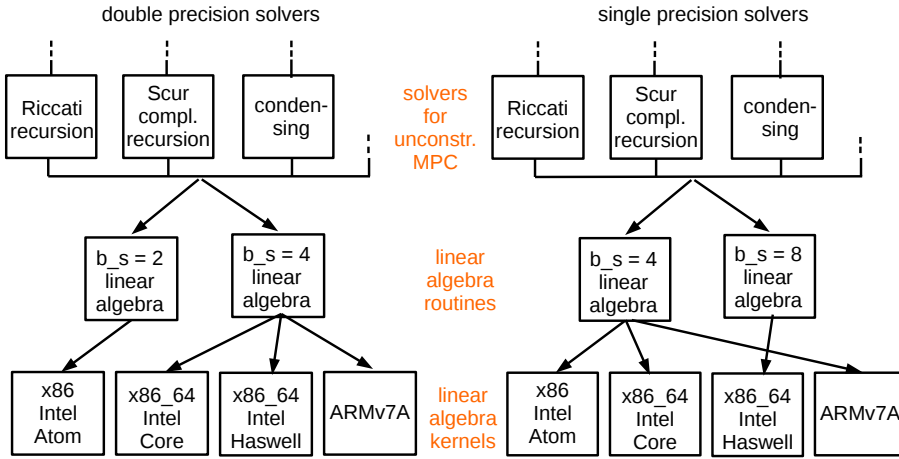 double precision solvers
single precision solvers
Riccati
recursion
Scur
compl.
recursion
conden-
sing
solvers
for
unconstr.
MPC
Riccati
recursion
Scur
compl.
recursion
conden-
sing
b_s = 2
linear
algebra
b_s = 4
linear
algebra
linear
algebra
routines
b_s = 4
linear
algebra
b_s = 8
linear
algebra
x86
Intel
Atom
x86_64
Intel
Core
x86_64
Intel
Haswell
ARMv7A
linear
algebra
kernels
x86
Intel
Atom
x86_64
Intel
Core
x86_64
Intel
Haswell
ARMv7A